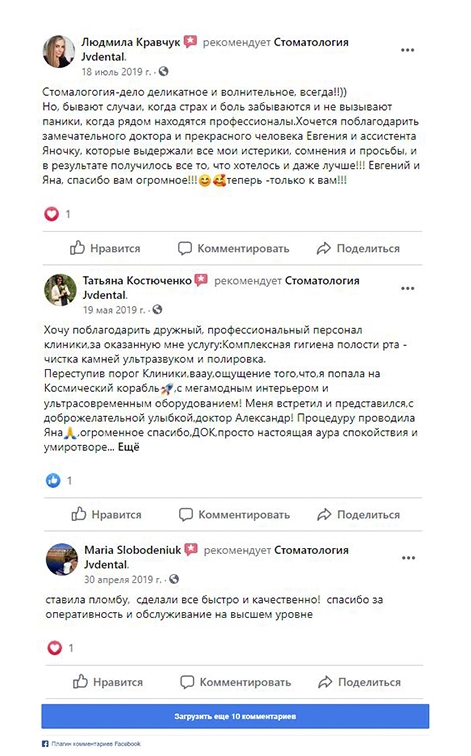 Людмила Кравчук рекомендует Стоматология
Jvdental.
18 июль 2019 г. ·
Стомалогогия-дело деликатное и волнительное, всегда!!))
Но, бывают случаи, когда страх и боль забываются и не вызывают
паники, когда рядом находятся профессионалы.Хочется поблагодарить
замечательного доктора и прекрасного человека Евгения и ассистента
Яночку, которые выдержали все мои истерики, сомнения и просьбы, и
в результате получилось все то, что хотелось и даже лучше!!! Евгений и
Яна, спасибо вам огромное!!!😊🥰теперь -только к вам!!!
1
Нравится Комментировать Поделиться
Татьяна Костюченко рекомендует Стоматология
Jvdental.
19 мая 2019 г. ·
Хочу поблагодарить дружный, профессиональный персонал
клиники,за оказанную мне услугу:Комплексная гигиена полости рта -
чистка камней ультразвуком и полировка.
Переступив порог Клиники,ваау,ощущение того,что,я попала на
Космический корабль🚀,с мегамодным интерьером и
ультрасовременным оборудованием! Меня встретил и представился,с
доброжелательной улыбкой,доктор Александр! Процедуру проводила
Яна🙏,огроменное спасибо,ДОК,просто настоящая аура спокойствия и
умиротворе... Ещё
1
Нравится Комментировать Поделиться
Maria Slobodeniuk рекомендует Стоматология
Jvdental.
30 апреля 2019 г. ·
ставила пломбу, сделали все быстро и качественно! спасибо за
оперативность и обслуживание на высшем уровне
1
Нравится Комментировать Поделиться
Загрузить еще 10 комментариев
Плагин комментариев Facebook